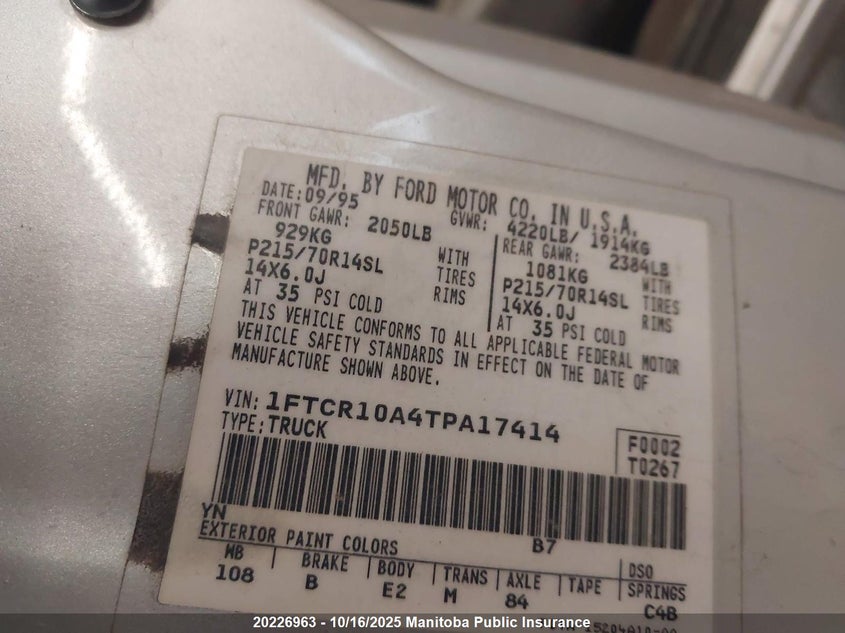 MFD. BY FORD MOTOR CO. IN U.S.A.
DATE: 09/95 GVWR: 4220LB/ 1914KG
FRONT GAWR: 2050LB REAR GAWR: 2384LB
929KG WITH 1081KG WITH
P215/70R14SL TIRES P215/70R14SL TIRES
14X6.0J RIMS 14X6.0J RIMS
AT 35 PSI COLD AT 35 PSI COLD
THIS VEHICLE CONFORMS TO ALL APPLICABLE FEDERAL MOTOR
VEHICLE SAFETY STANDARDS IN EFFECT ON THE DATE OF
MANUFACTURE SHOWN ABOVE.
VIN: 1FTCR10A4TPA17414
TYPE: TRUCK
F0002
T0267
YN B7
EXTERIOR PAINT COLORS DSO
WB BRAKE BODY TRANS AXLE TAPE SPRINGS
108 B E2 M 84 C4B
20226963 - 10/16/2025 Manitoba Public Insurance